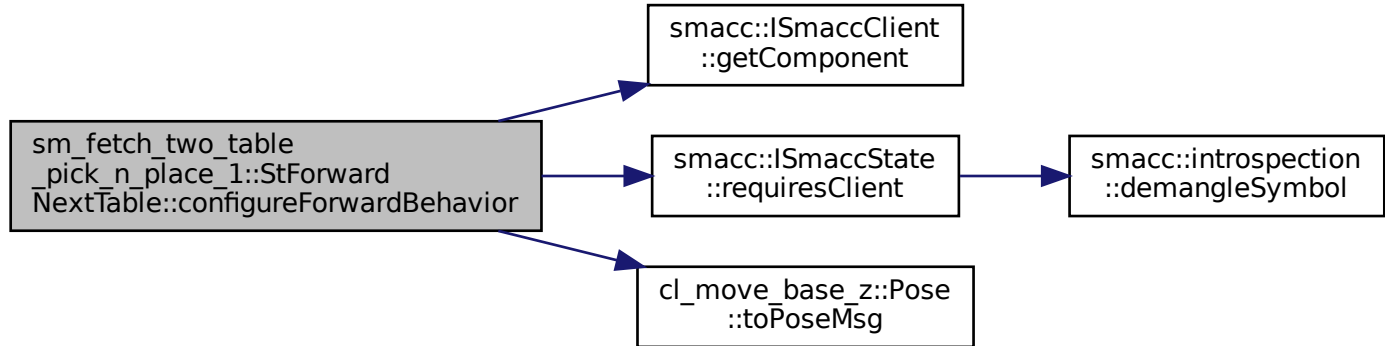 smacc::ISmaccClient
::getComponent
sm_fetch_two_table
_pick_n_place_1::StForward
NextTable::configureForwardBehavior
smacc::ISmaccState
::requiresClient
smacc::introspection
::demangleSymbol
cl_move_base_z::Pose
::toPoseMsg